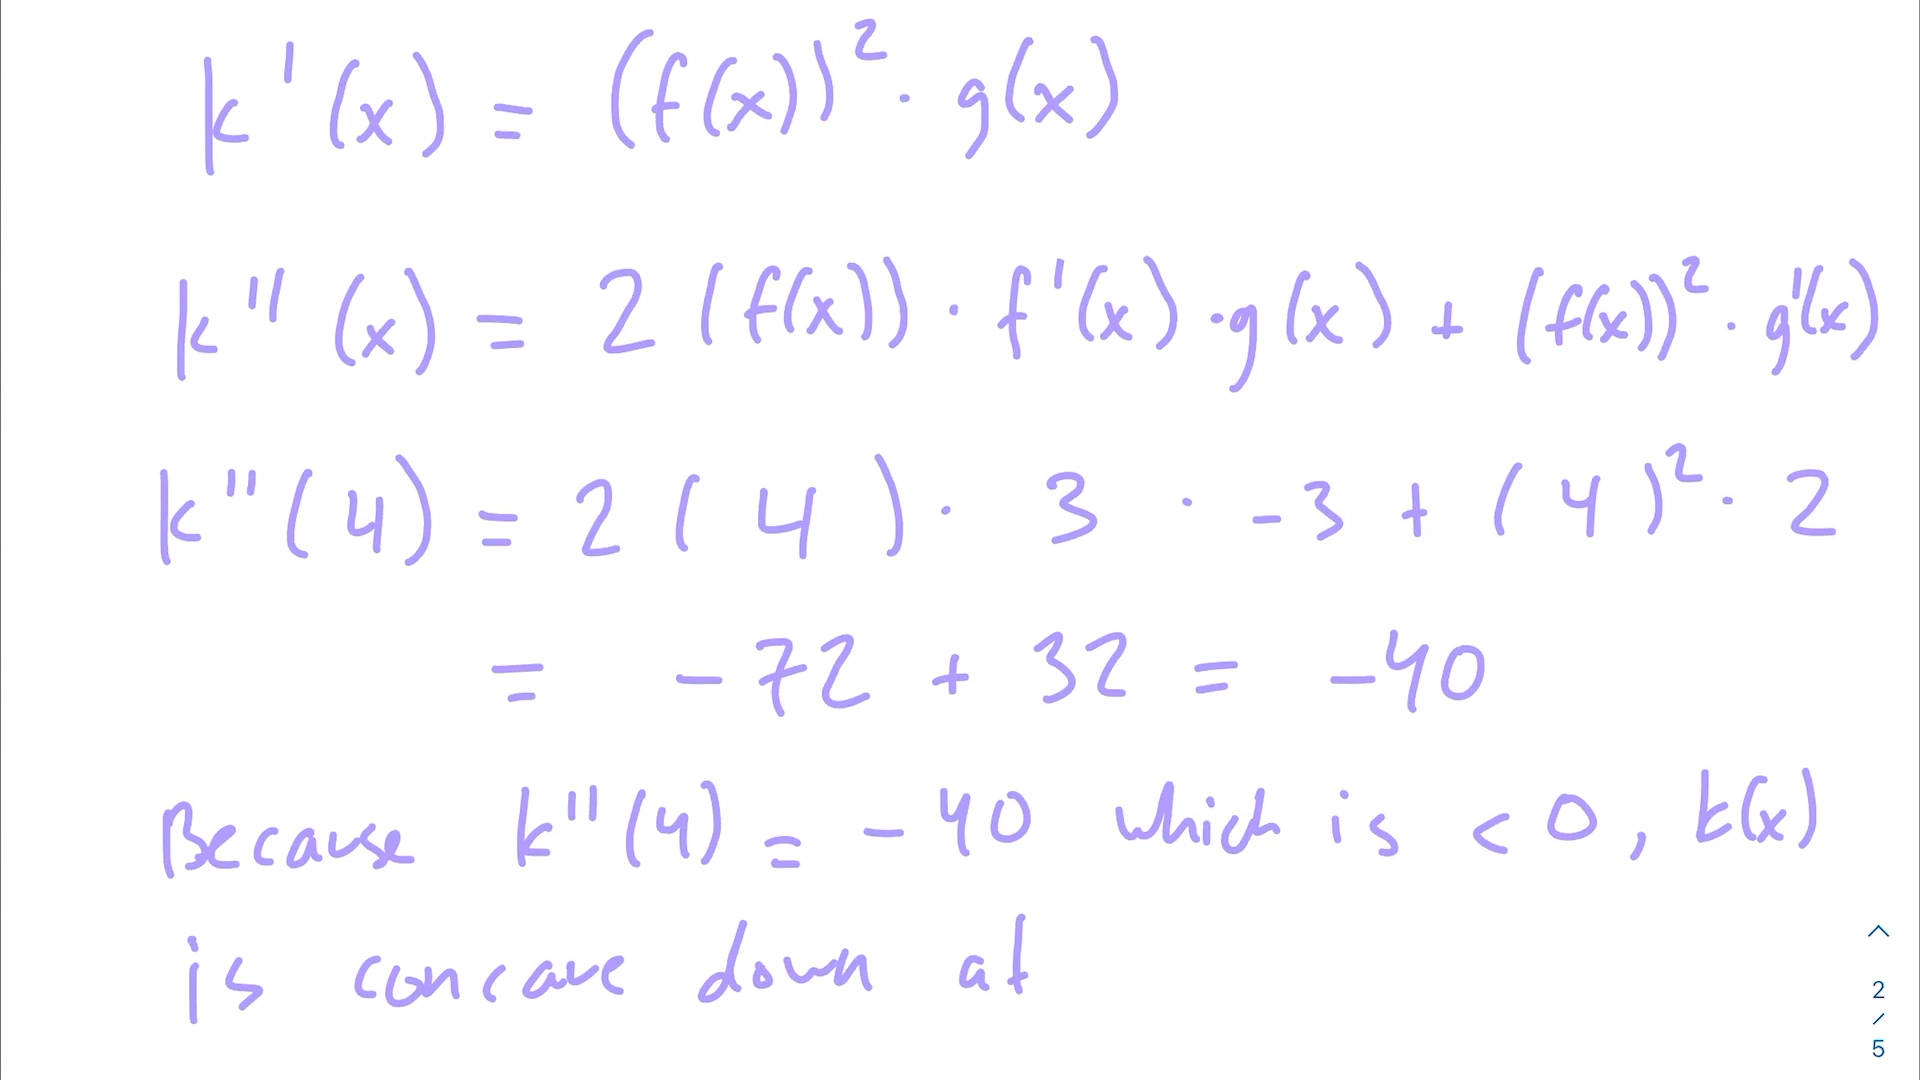 k'(x) = (f(x))² · g(x)
k''(x) = 2(f(x)) · f'(x) · g(x) + (f(x))² · g'(x)
k''(4) = 2(4) · 3 · -3 + (4)² · 2
= -72 + 32 = -40
Because k''(4) = -40 which is < 0, k(x)
is concave down at
2
/
5